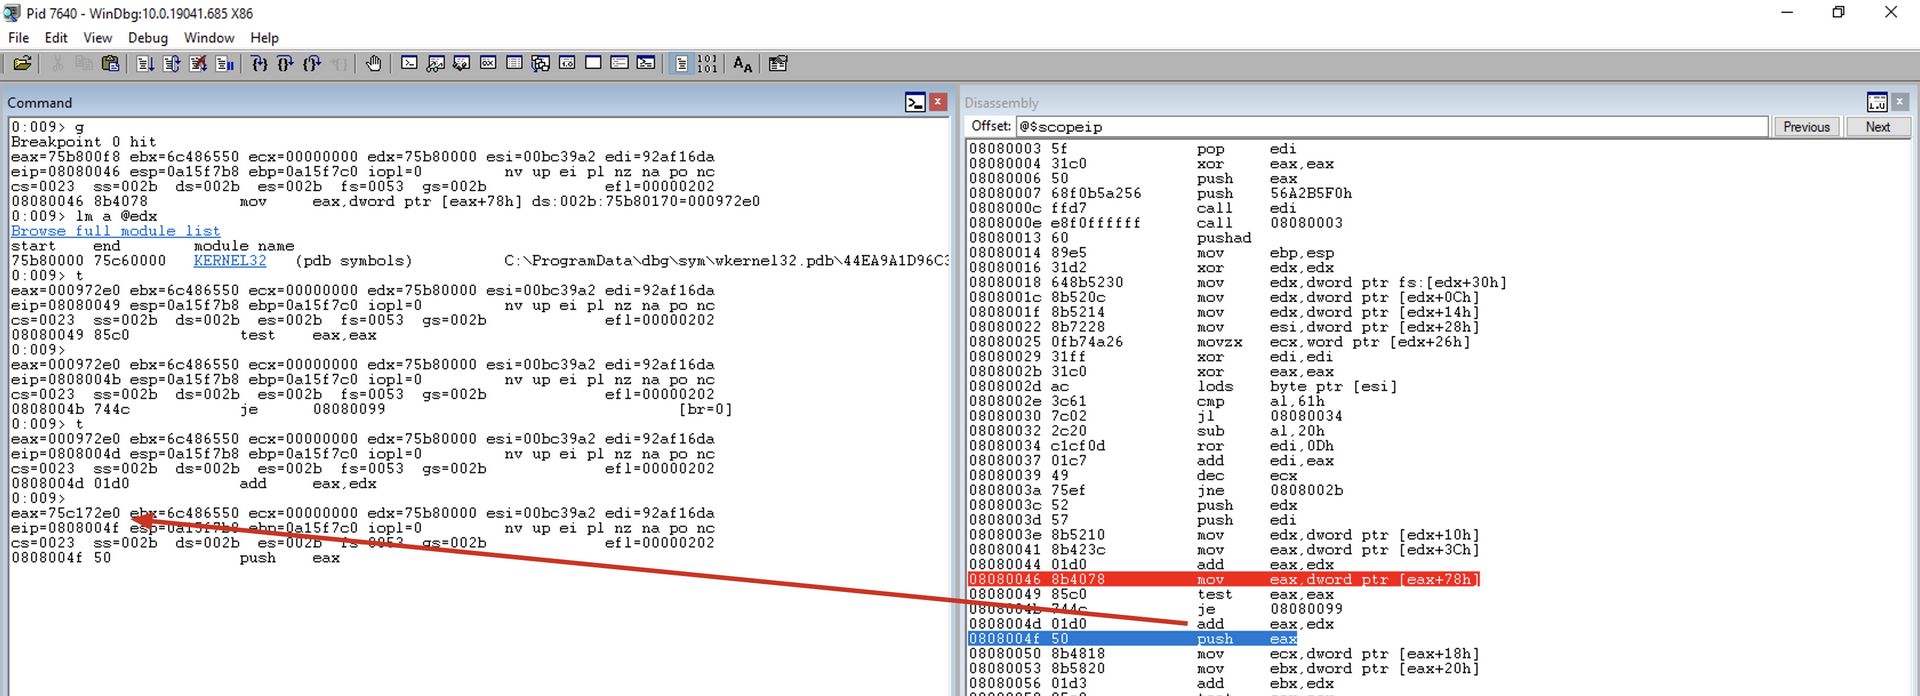 Pid 7640 - WinDbg:10.0.19041.685 X86
File Edit View Debug Window Help
Command
0:009> g
Breakpoint 0 hit
eax=75b800f8 ebx=6c486550 ecx=00000000 edx=75b80000 esi=00bc39a2 edi=92af16da
eip=08080046 esp=0a15f7b8 ebp=0a15f7c0 iopl=0 nv up ei pl nz na po nc
cs=0023 ss=002b ds=002b es=002b fs=0053 gs=002b efl=00000202
08080046 8b4078 mov eax,dword ptr [eax+78h] ds:002b:75b80170=000972e0
0:009> lm a @edx
Browse full module list
start end module name
75b80000 75c60000 KERNEL32 (pdb symbols) C:\ProgramData\dbg\sym\wkernel32.pdb\44EA9A1D96C3
0:009> t
eax=000972e0 ebx=6c486550 ecx=00000000 edx=75b80000 esi=00bc39a2 edi=92af16da
eip=08080049 esp=0a15f7b8 ebp=0a15f7c0 iopl=0 nv up ei pl nz na po nc
cs=0023 ss=002b ds=002b es=002b fs=0053 gs=002b efl=00000202
08080049 85c0 test eax,eax
0:009>
eax=000972e0 ebx=6c486550 ecx=00000000 edx=75b80000 esi=00bc39a2 edi=92af16da
eip=0808004b esp=0a15f7b8 ebp=0a15f7c0 iopl=0 nv up ei pl nz na po nc
cs=0023 ss=002b ds=002b es=002b fs=0053 gs=002b efl=00000202
0808004b 744c je 08080099 [br=0]
0:009> t
eax=000972e0 ebx=6c486550 ecx=00000000 edx=75b80000 esi=00bc39a2 edi=92af16da
eip=0808004d esp=0a15f7b8 ebp=0a15f7c0 iopl=0 nv up ei pl nz na po nc
cs=0023 ss=002b ds=002b es=002b fs=0053 gs=002b efl=00000202
0808004d 01d0 add eax,edx
0:009>
eax=75c172e0 ebx=6c486550 ecx=00000000 edx=75b80000 esi=00bc39a2 edi=92af16da
eip=0808004f esp=0a15f7b8 ebp=0a15f7c0 iopl=0 nv up ei pl nz na po nc
cs=0023 ss=002b ds=002b es=002b fs=0053 gs=002b efl=00000202
0808004f 50 push eax
Disassembly
Offset: @$scopeip Previous Next
08080003 5f pop edi
08080004 31c0 xor eax,eax
08080006 50 push eax
08080007 68f0b5a256 push 56A2B5F0h
0808000c ffd7 call edi
0808000e e8f0ffffff call 08080003
08080013 60 pushad
08080014 89e5 mov ebp,esp
08080016 31d2 xor edx,edx
08080018 648b5230 mov edx,dword ptr fs:[edx+30h]
0808001c 8b520c mov edx,dword ptr [edx+0Ch]
0808001f 8b5214 mov edx,dword ptr [edx+14h]
08080022 8b7228 mov esi,dword ptr [edx+28h]
08080025 0fb74a26 movzx ecx,word ptr [edx+26h]
08080029 31ff xor edi,edi
0808002b 31c0 xor eax,eax
0808002d ac lods byte ptr [esi]
0808002e 3c61 cmp al,61h
08080030 7c02 jl 08080034
08080032 2c20 sub al,20h
08080034 c1cf0d ror edi,0Dh
08080037 01c7 add edi,eax
08080039 49 dec ecx
0808003a 75ef jne 0808002b
0808003c 52 push edx
0808003d 57 push edi
0808003e 8b5210 mov edx,dword ptr [edx+10h]
08080041 8b423c mov eax,dword ptr [edx+3Ch]
08080044 01d0 add eax,edx
08080046 8b4078 mov eax,dword ptr [eax+78h]
08080049 85c0 test eax,eax
0808004b 744c je 08080099
0808004d 01d0 add eax,edx
0808004f 50 push eax
08080050 8b4818 mov ecx,dword ptr [eax+18h]
08080053 8b5820 mov ebx,dword ptr [eax+20h]
08080056 01d3 add ebx,edx